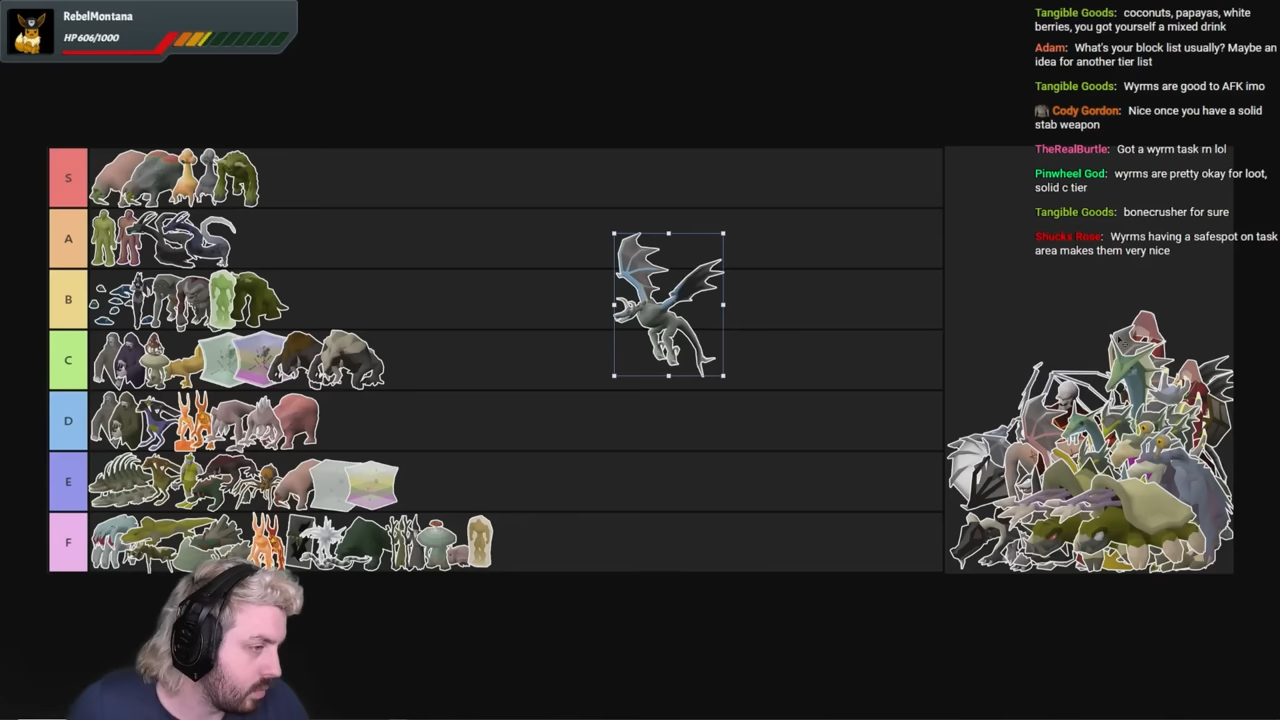 RebelMontana
HP 606/1000
Tangible Goods: coconuts, papayas, white
berries, you got yourself a mixed drink
Adam: What's your block list usually? Maybe an
idea for another tier list
Tangible Goods: Wyrms are good to AFK imo
Cody Gordon: Nice once you have a solid
stab weapon
TheRealBurtle: Got a wyrm task rn lol
Pinwheel God: wyrms are pretty okay for loot,
solid c tier
Tangible Goods: bonecrusher for sure
Shucks Rose: Wyrms having a safespot on task
area makes them very nice
S
A
B
C
D
E
F